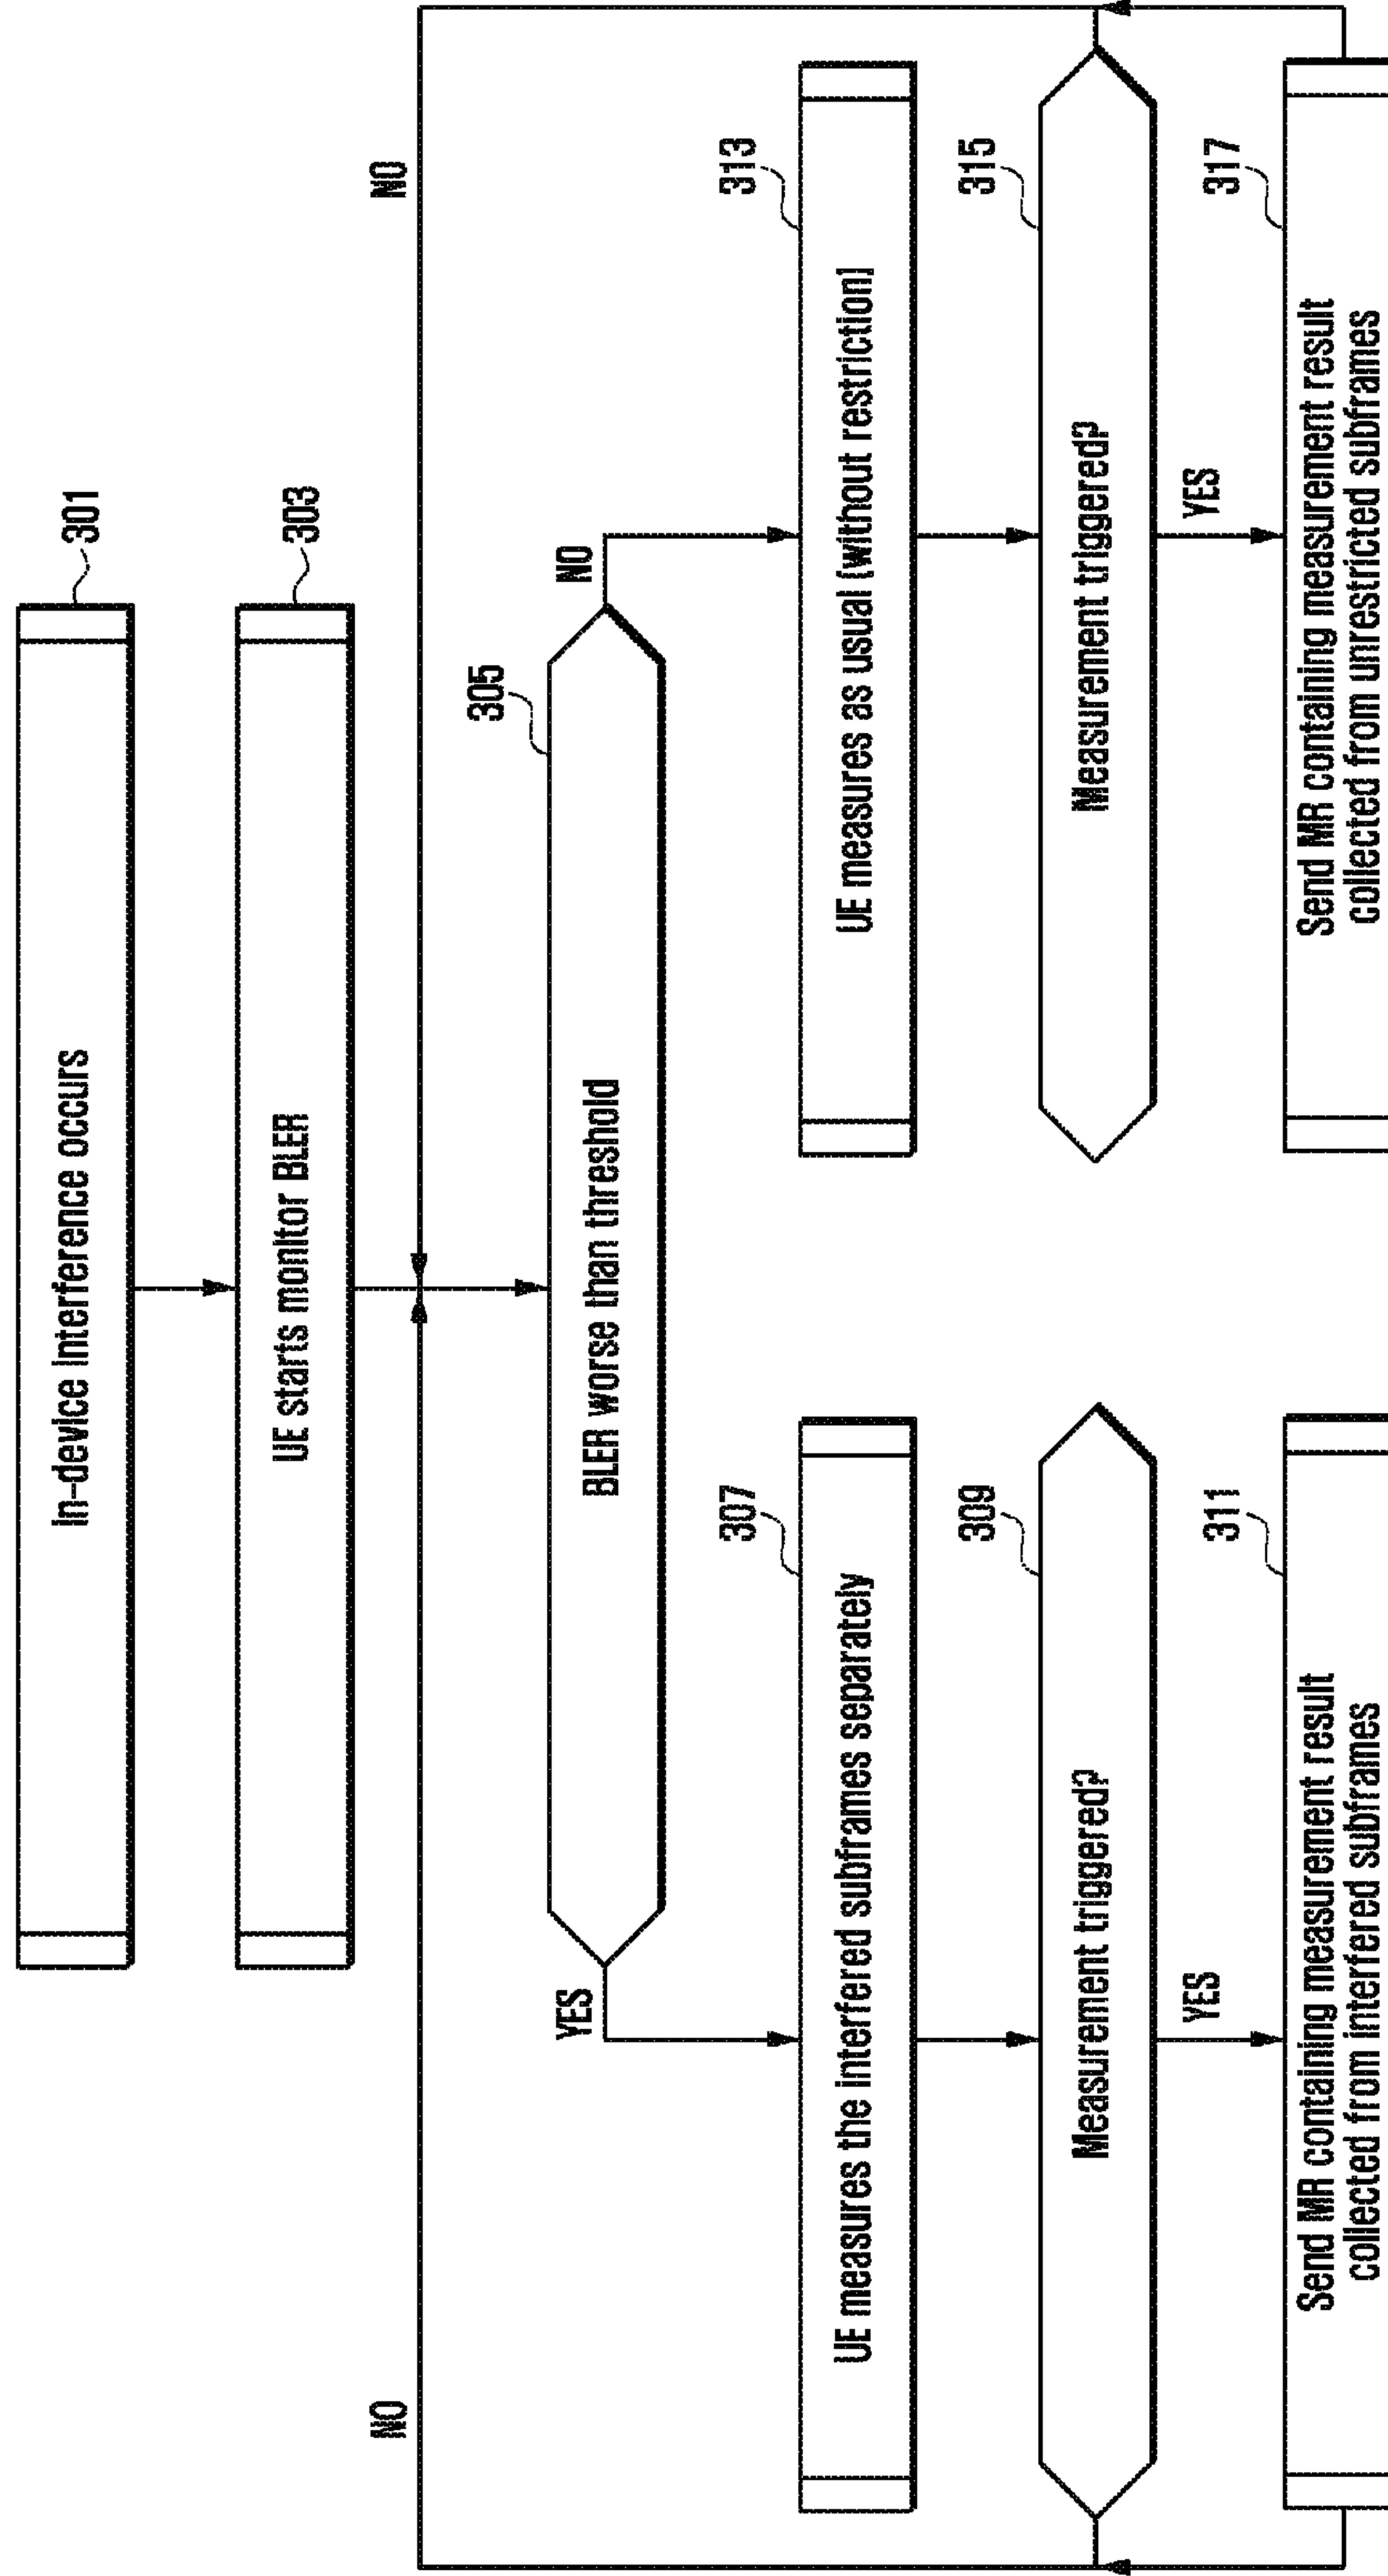 In-device interference occurs
301
UE starts monitor BLER
303
NO
NO
BLER worse than threshold
305
YES
NO
UE measures the interfered subframes separately
307
UE measures as usual (without restriction)
313
Measurement triggered?
309
Measurement triggered?
315
YES
YES
Send MR containing measurement result
collected from interfered subframes
311
Send MR containing measurement result
collected from unrestricted subframes
317